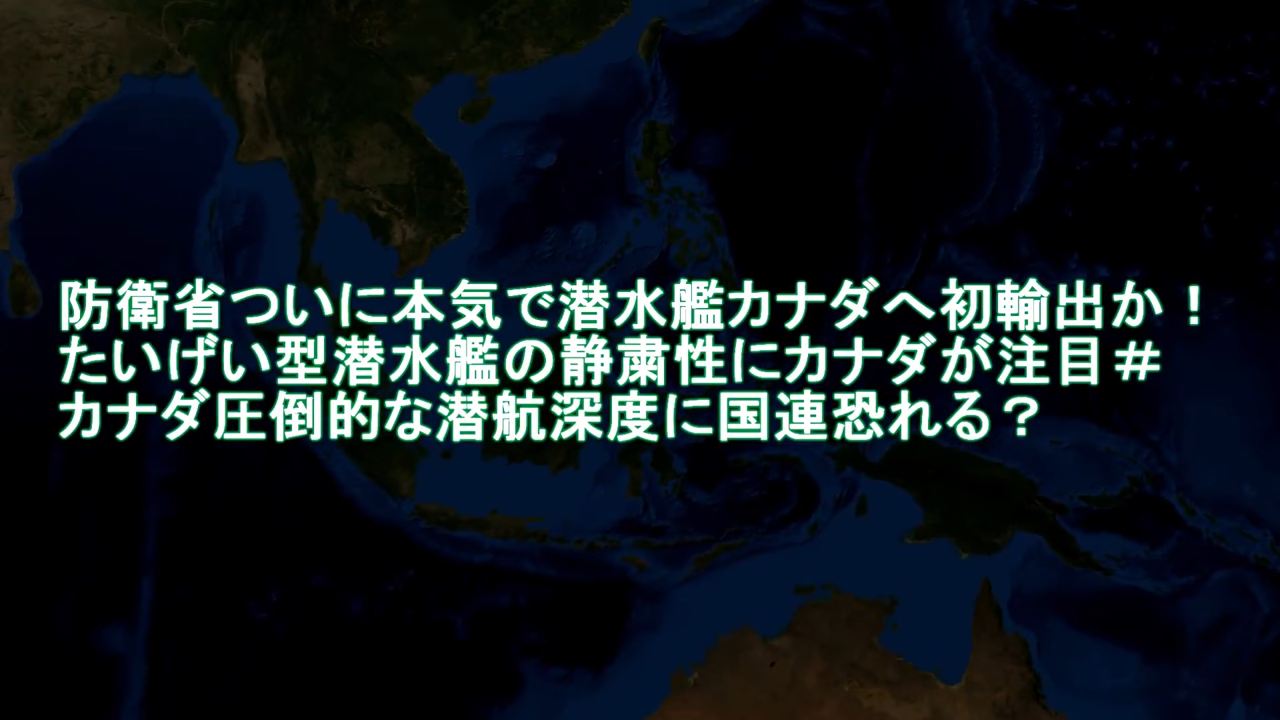 防衛省ついに本気で潜水艦カナダへ初輸出か！
たいげい型潜水艦の静粛性にカナダが注目＃
カナダ圧倒的な潜航深度に国連恐れる？